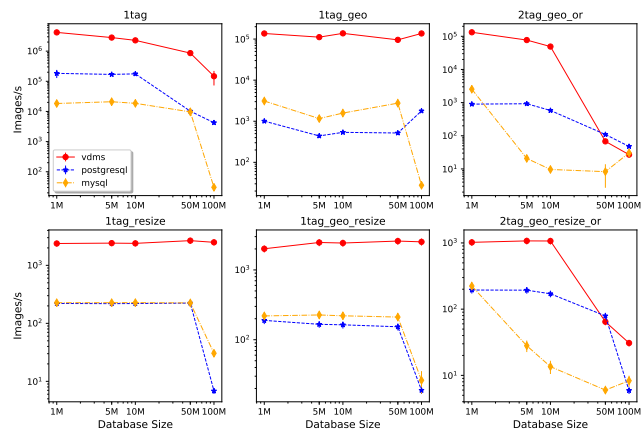 1tag
1tag_geo
2tag_geo_or
Images/s
10^6
10^5
10^4
10^3
10^2
vdms
postgresql
mysql
1M 5M 10M 50M 100M
10^5
10^4
10^3
10^2
1M 5M 10M 50M 100M
10^5
10^4
10^3
10^2
10^1
1M 5M 10M 50M 100M
1tag_resize
1tag_geo_resize
2tag_geo_resize_or
Images/s
10^3
10^2
10^1
1M 5M 10M 50M 100M
Database Size
10^3
10^2
1M 5M 10M 50M 100M
Database Size
10^3
10^2
10^1
1M 5M 10M 50M 100M
Database Size